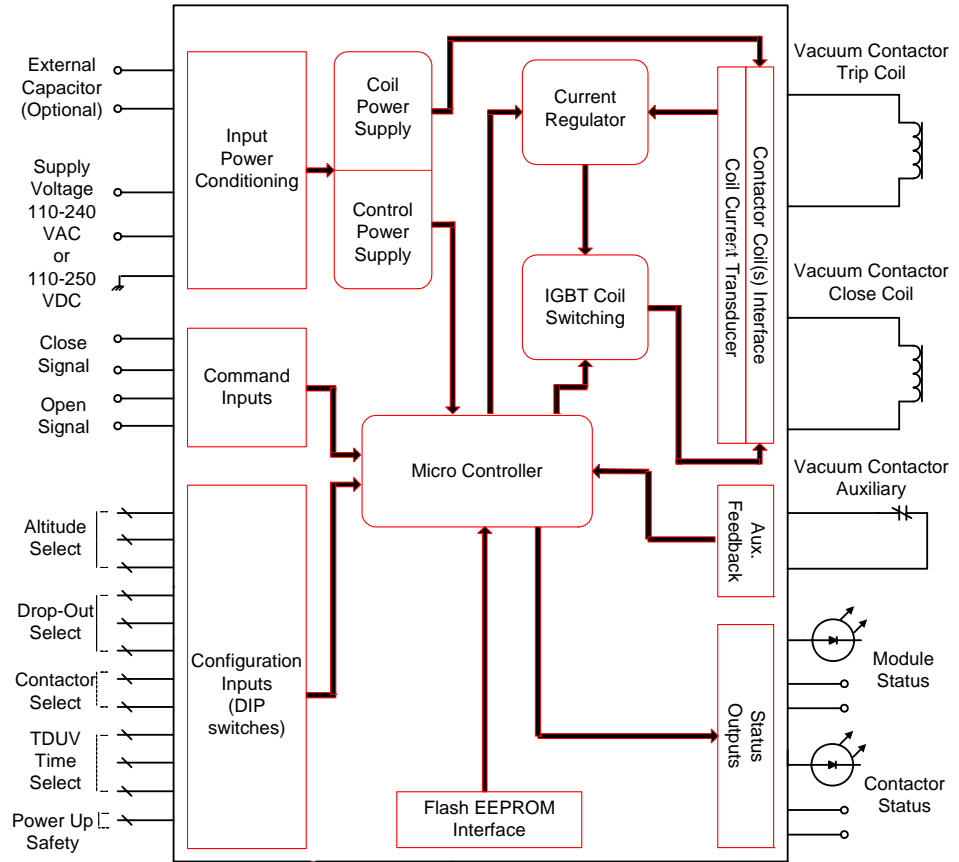 External
Capacitor
(Optional)
Supply
Voltage
110-240
VAC
or
110-250
VDC
Close
Signal
Open
Signal
Altitude
Select
Drop-Out
Select
Contactor
Select
TDUV
Time
Select
Power Up
Safety
Input
Power
Conditioning
Coil
Power
Supply
Control
Power
Supply
Command
Inputs
Configuration
Inputs
(DIP
switches)
Current
Regulator
IGBT Coil
Switching
Micro Controller
Flash EEPROM
Interface
Contactor Coil(s) Interface
Coil Current Transducer
Aux.
Feedback
Status
Outputs
Vacuum Contactor
Trip Coil
Vacuum Contactor
Close Coil
Vacuum Contactor
Auxiliary
Module
Status
Contactor
Status